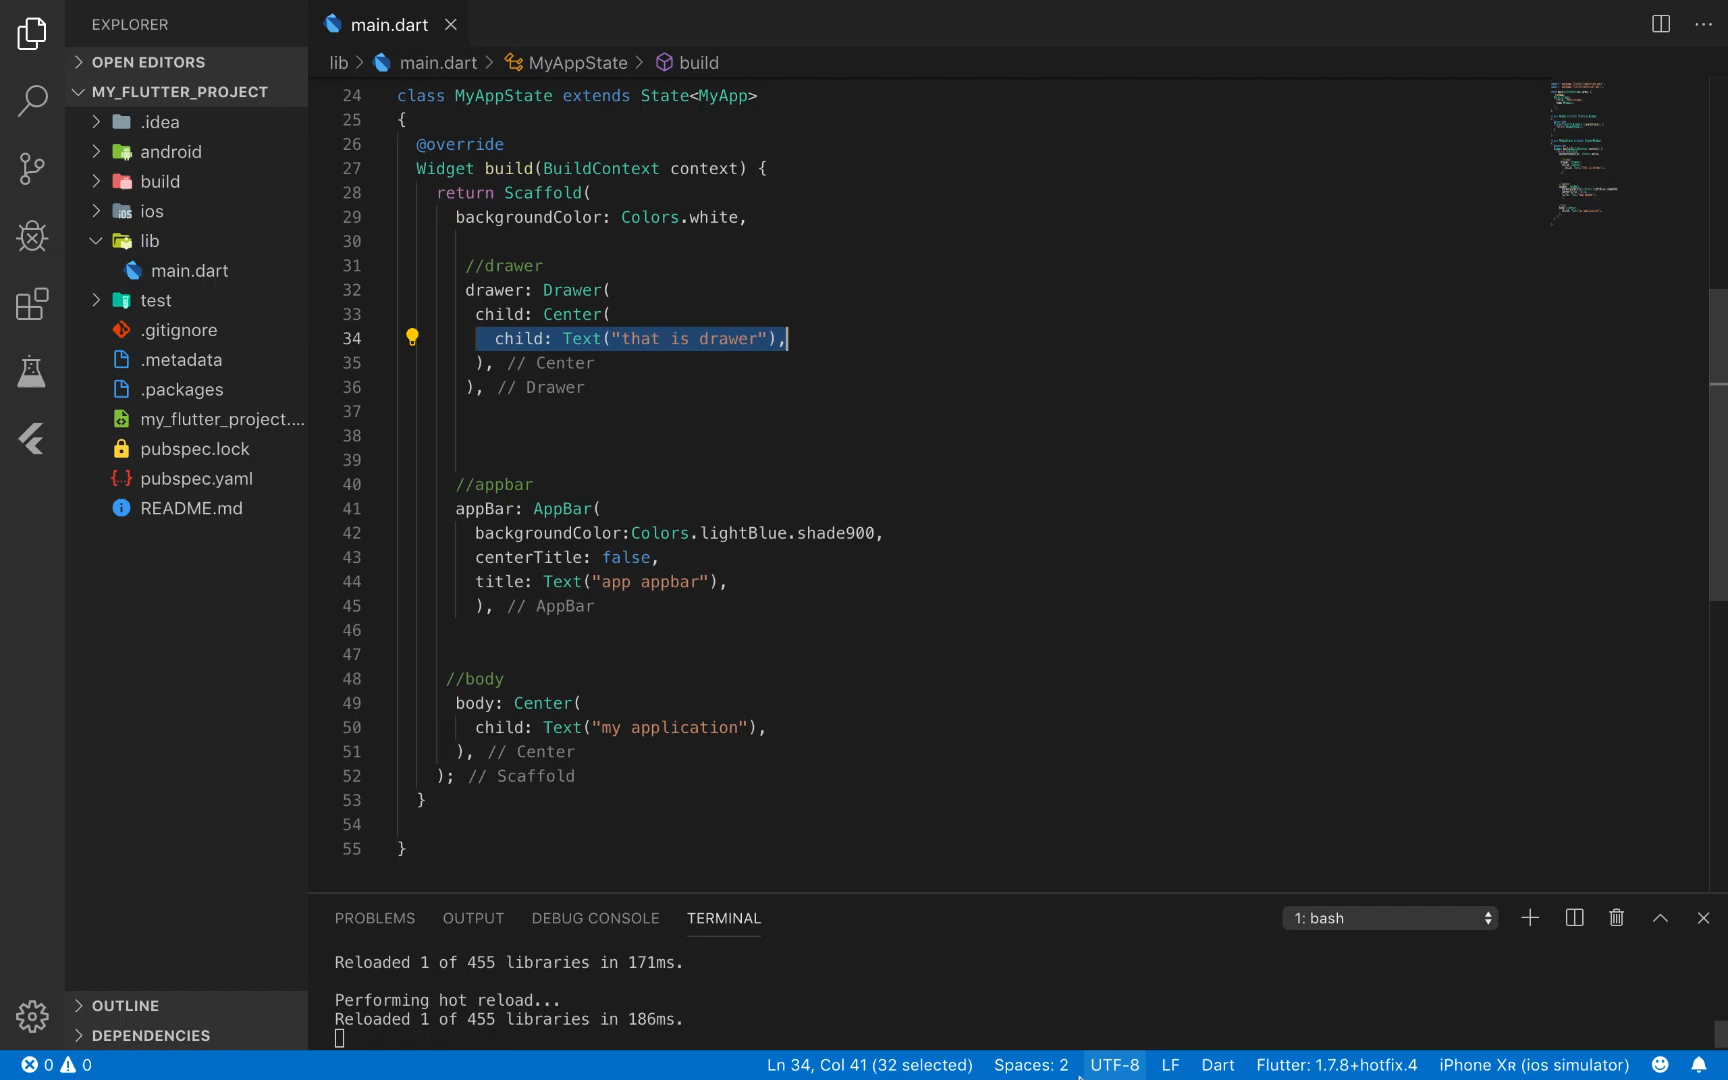 EXPLORER
OPEN EDITORS
MY_FLUTTER_PROJECT
.idea
android
build
ios
lib
main.dart
test
.gitignore
.metadata
.packages
my_flutter_project....
pubspec.lock
pubspec.yaml
README.md
OUTLINE
DEPENDENCIES
main.dart
lib > main.dart > MyAppState > build
24 class MyAppState extends State<MyApp>
25 {
26 @override
27 Widget build(BuildContext context) {
28 return Scaffold(
29 backgroundColor: Colors.white,
30
31 //drawer
32 drawer: Drawer(
33 child: Center(
34 child: Text("that is drawer"),
35 ), // Center
36 ), // Drawer
37
38
39
40 //appbar
41 appBar: AppBar(
42 backgroundColor:Colors.lightBlue.shade900,
43 centerTitle: false,
44 title: Text("app appbar"),
45 ), // AppBar
46
47
48 //body
49 body: Center(
50 child: Text("my application"),
51 ), // Center
52 ); // Scaffold
53 }
54
55 }
PROBLEMS OUTPUT DEBUG CONSOLE TERMINAL 1: bash
Reloaded 1 of 455 libraries in 171ms.
Performing hot reload...
Reloaded 1 of 455 libraries in 186ms.
0 0 Ln 34, Col 41 (32 selected) Spaces: 2 UTF-8 LF Dart Flutter: 1.7.8+hotfix.4 iPhone Xʀ (ios simulator)